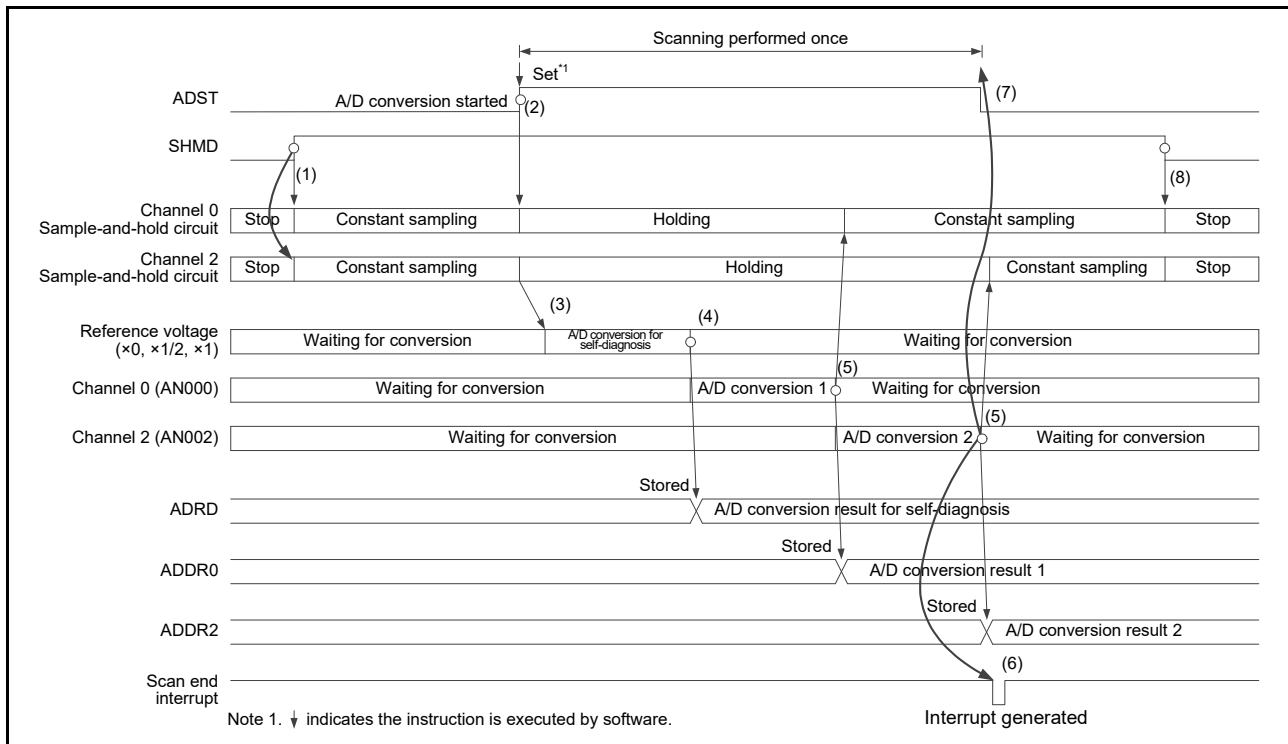 Scanning performed once
Set*1
ADST
A/D conversion started
(2)
(7)
SHMD
(1)
(8)
Channel 0
Sample-and-hold circuit
Stop
Constant sampling
Holding
Constant sampling
Stop
Channel 2
Sample-and-hold circuit
Stop
Constant sampling
Holding
Constant sampling
Stop
(3)
(4)
Reference voltage
(×0, ×1/2, ×1)
Waiting for conversion
A/D conversion for
self-diagnosis
Waiting for conversion
Channel 0 (AN000)
Waiting for conversion
A/D conversion 1
(5)
Waiting for conversion
Channel 2 (AN002)
Waiting for conversion
A/D conversion 2
(5)
Waiting for conversion
Stored
ADRD
A/D conversion result for self-diagnosis
Stored
ADDR0
A/D conversion result 1
Stored
ADDR2
A/D conversion result 2
Scan end
interrupt
(6)
Interrupt generated
Note 1. ↓ indicates the instruction is executed by software.